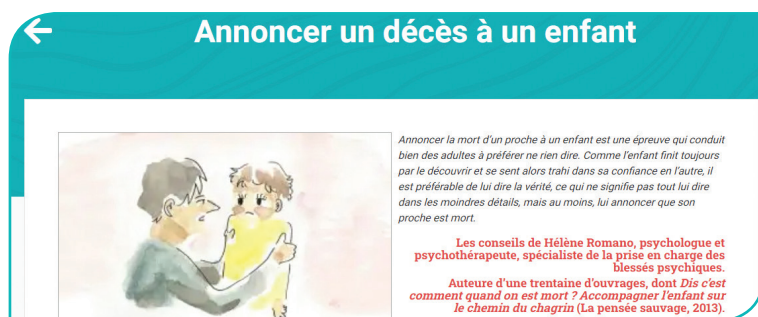 Annoncer un décès à un enfant
Annoncer la mort d'un proche à un enfant est une épreuve qui conduit
bien des adultes à préférer ne rien dire. Comme l'enfant finit toujours
par le découvrir et se sent alors trahi dans sa confiance en l'autre, il
est préférable de lui dire la vérité, ce qui ne signifie pas tout lui dire
dans les moindres détails, mais au moins, lui annoncer que son
proche est mort.
Les conseils de Hélène Romano, psychologue et
psychothérapeute, spécialiste de la prise en charge des
blessés psychiques.
Auteure d'une trentaine d'ouvrages, dont Dis c'est
comment quand on est mort ? Accompagner l'enfant sur
le chemin du chagrin (La pensée sauvage, 2013).